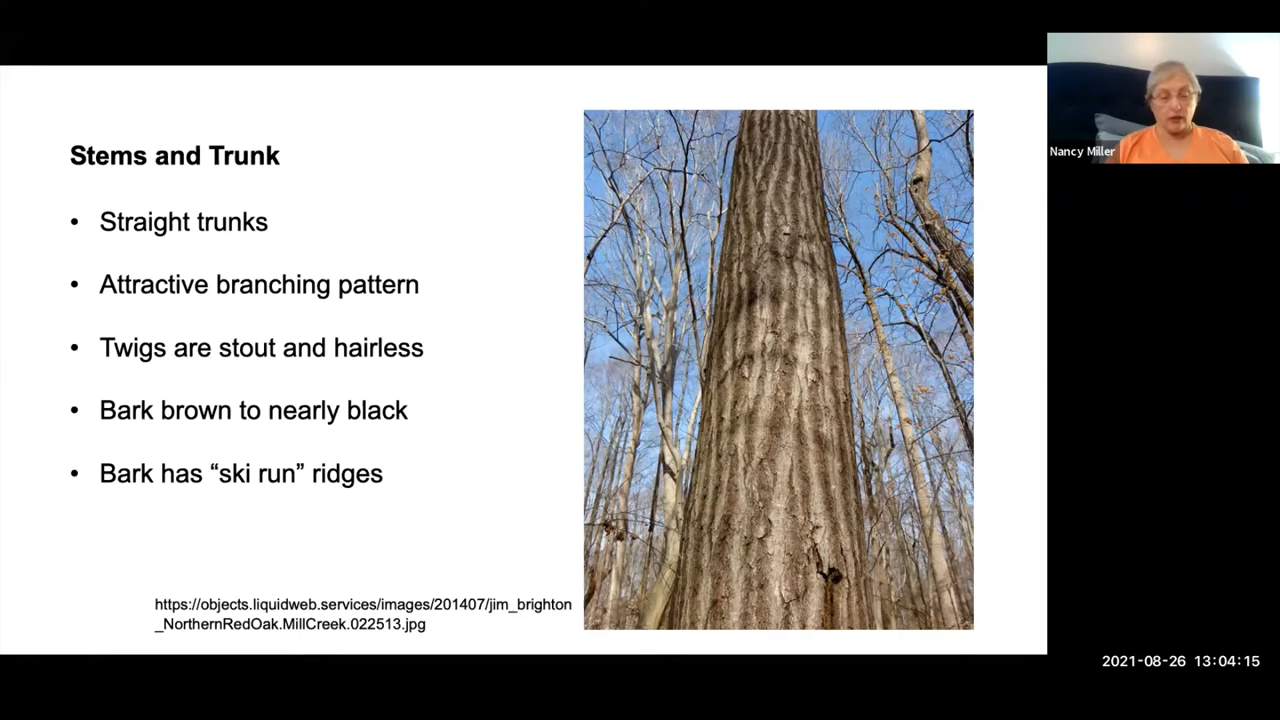 Stems and Trunk
• Straight trunks
• Attractive branching pattern
• Twigs are stout and hairless
• Bark brown to nearly black
• Bark has “ski run” ridges
https://objects.liquidweb.services/images/201407/jim_brighton
_NorthernRedOak.MillCreek.022513.jpg
Nancy Miller
2021-08-26 13:04:15